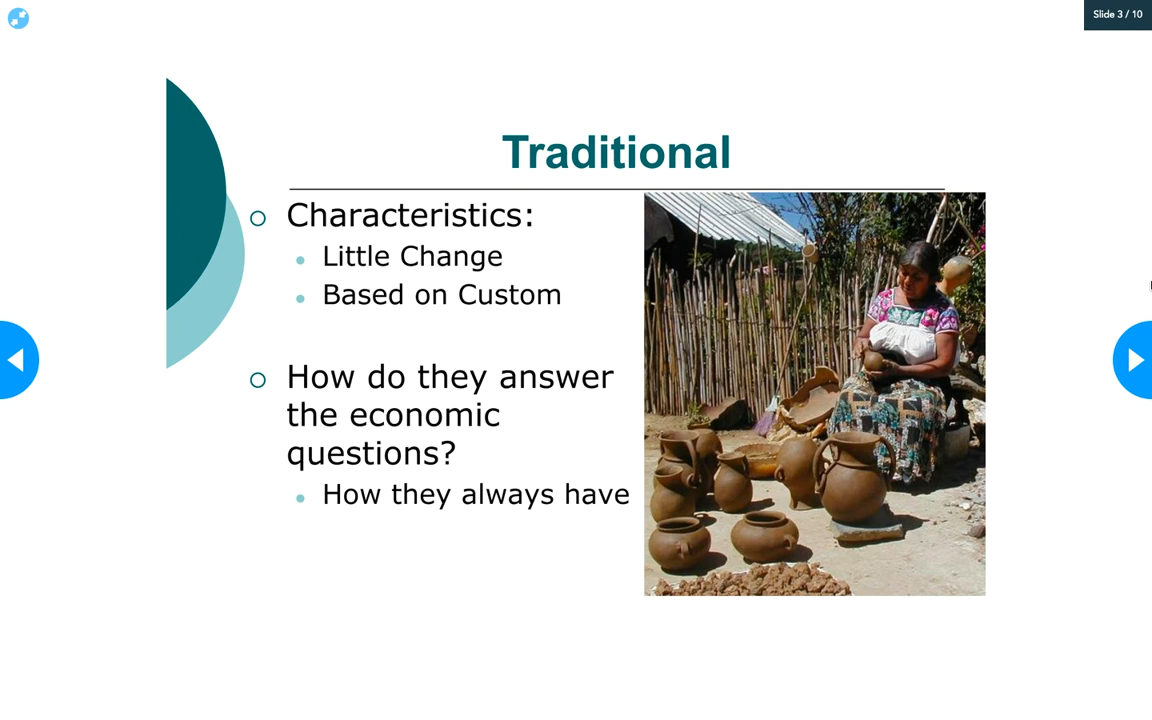 Slide 3 / 10
Traditional
Characteristics:
Little Change
Based on Custom
How do they answer
the economic
questions?
How they always have